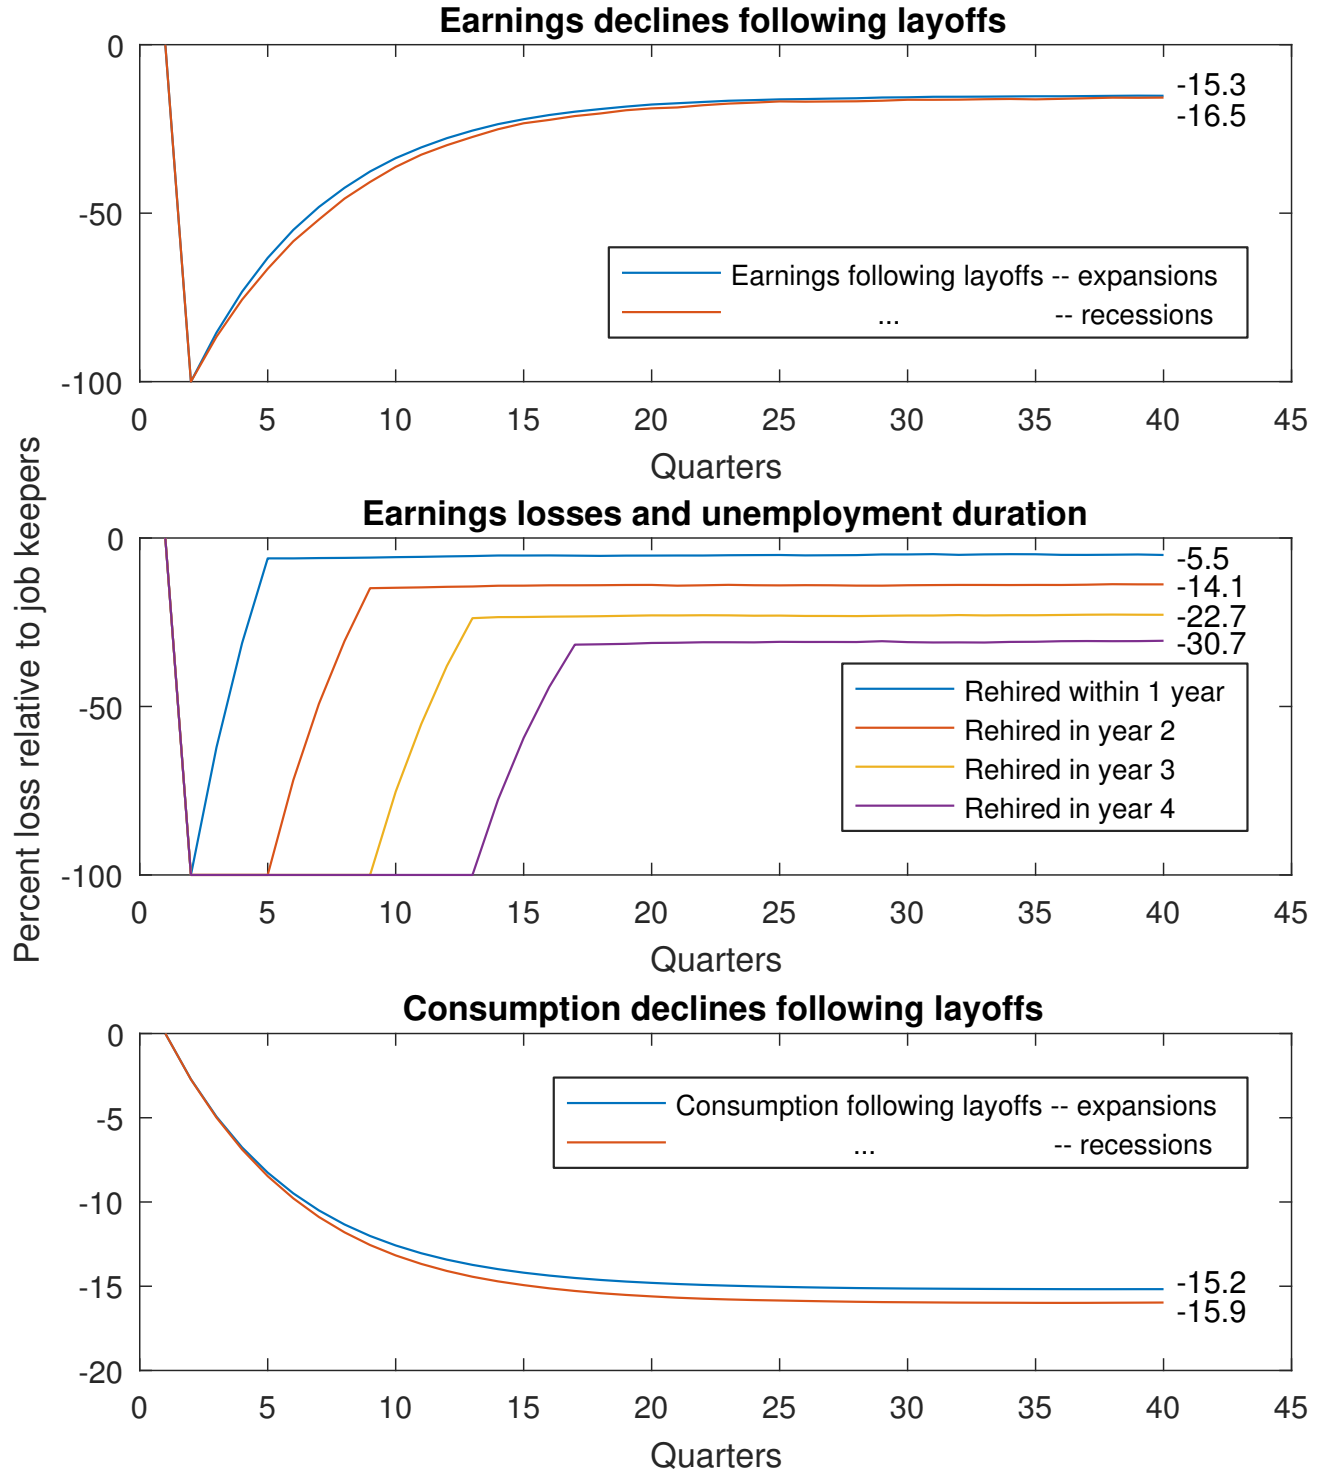 Earnings declines following layoffs
0
-50
-100
-15.3
-16.5
Earnings following layoffs -- expansions
... -- recessions
0 5 10 15 20 25 30 35 40 45
Quarters
Percent loss relative to job keepers
Earnings losses and unemployment duration
0
-50
-100
-5.5
-14.1
-22.7
-30.7
Rehired within 1 year
Rehired in year 2
Rehired in year 3
Rehired in year 4
0 5 10 15 20 25 30 35 40 45
Quarters
Consumption declines following layoffs
0
-5
-10
-15
-20
Consumption following layoffs -- expansions
... -- recessions
-15.2
-15.9
0 5 10 15 20 25 30 35 40 45
Quarters